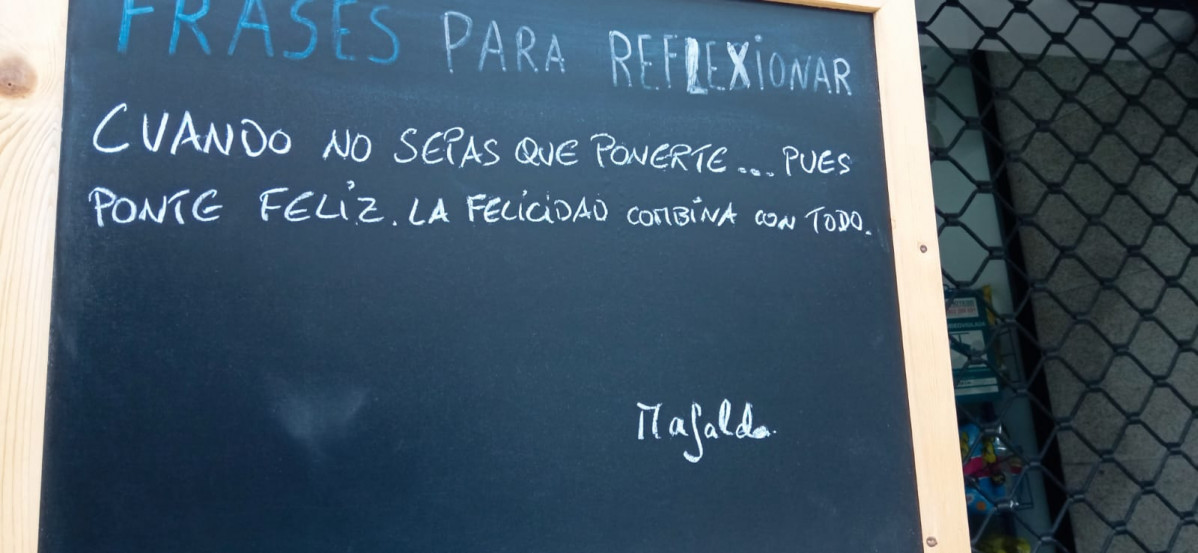 FRASES PARA REFLEXiONAR
CUANDO NO SEPAS QUE PONERTE... PUES
PONTE FELiZ. LA FELiCiDAD COMBiNA CON TODO.
Mafalda.